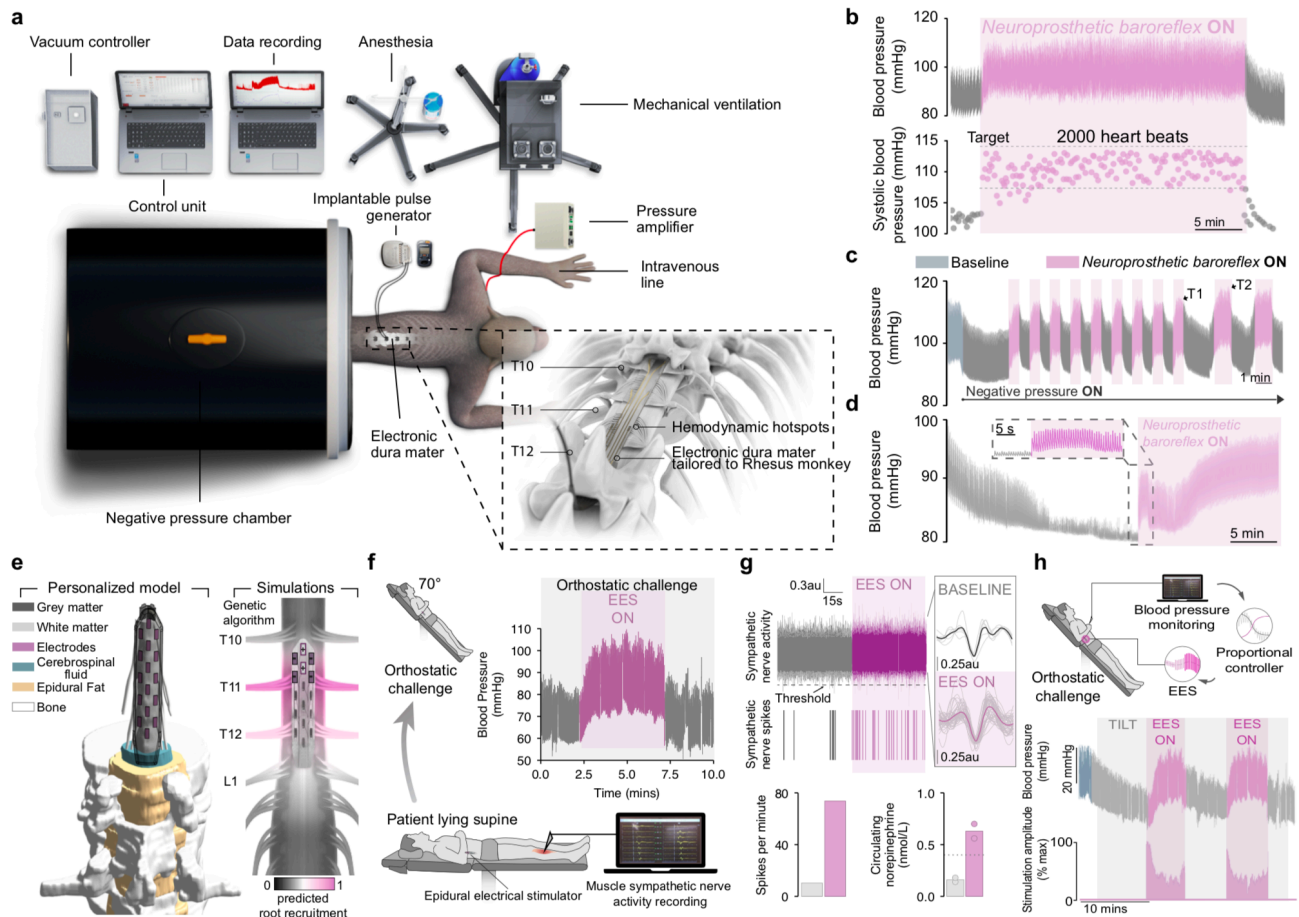 a
Vacuum controller
Data recording
Anesthesia
Mechanical ventilation
Control unit
Implantable pulse
generator
Pressure
amplifier
Intravenous
line
T10
T11
T12
Hemodynamic hotspots
Electronic dura mater
tailored to Rhesus monkey
Electronic
dura mater
Negative pressure chamber
b
Blood pressure
(mmHg)
120
100
80
Neuroprosthetic baroreflex ON
Systolic blood
pressure (mmHg)
115
110
105
100
Target
2000 heart beats
5 min
c
Baseline
Neuroprosthetic baroreflex ON
Blood pressure
(mmHg)
120
100
80
T1
T2
1 min
Negative pressure ON
d
Blood pressure
(mmHg)
100
90
80
5 s
Neuroprosthetic
baroreflex ON
5 min
e
Personalized model
Grey matter
White matter
Electrodes
Cerebrospinal
fluid
Epidural Fat
Bone
Simulations
Genetic
algorithm
T10
T11
T12
L1
0
1
predicted
root recruitment
f
70°
Orthostatic
challenge
Orthostatic challenge
EES
ON
Blood Pressure
(mmHg)
110
100
90
80
70
60
50
0.0
2.5
5.0
7.5
10.0
Time (mins)
Patient lying supine
Epidural electrical stimulator
Muscle sympathetic nerve
activity recording
g
0.3au
15s
EES ON
Sympathetic
nerve activity
Threshold
Sympathetic
nerve spikes
BASELINE
0.25au
EES ON
0.25au
Spikes per minute
80
40
0
Circulating
norepinephrine
(nmol/L)
1.0
0.5
0.0
h
Blood pressure
monitoring
Proportional
controller
EES
Orthostatic
challenge
TILT
EES
ON
EES
ON
Blood pressure
(mmHg)
20 mmHg
Stimulation amplitude
(% max)
100
0
10 mins